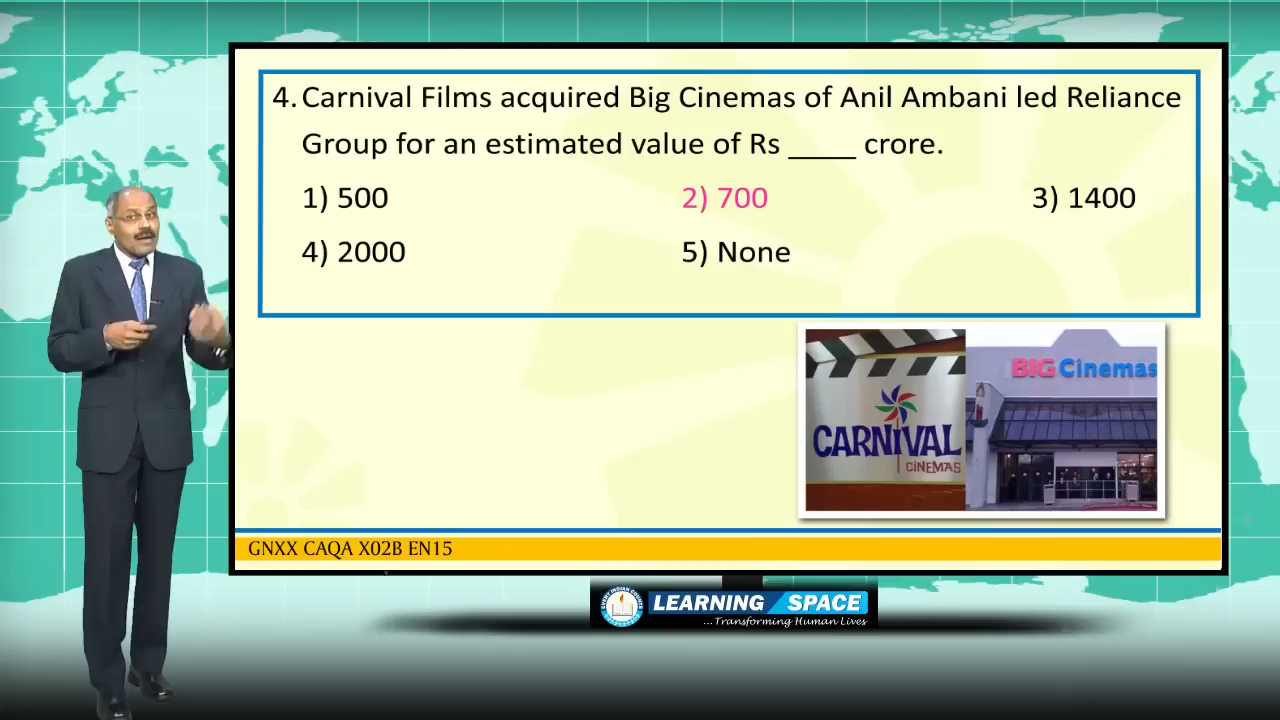 4. Carnival Films acquired Big Cinemas of Anil Ambani led Reliance
Group for an estimated value of Rs ____ crore.
1) 500 2) 700 3) 1400
4) 2000 5) None
BIG Cinemas
CARNIVAL
CINEMAS
GNXX CAQA X02B EN15
LEARNING SPACE
...Transforming Human Lives